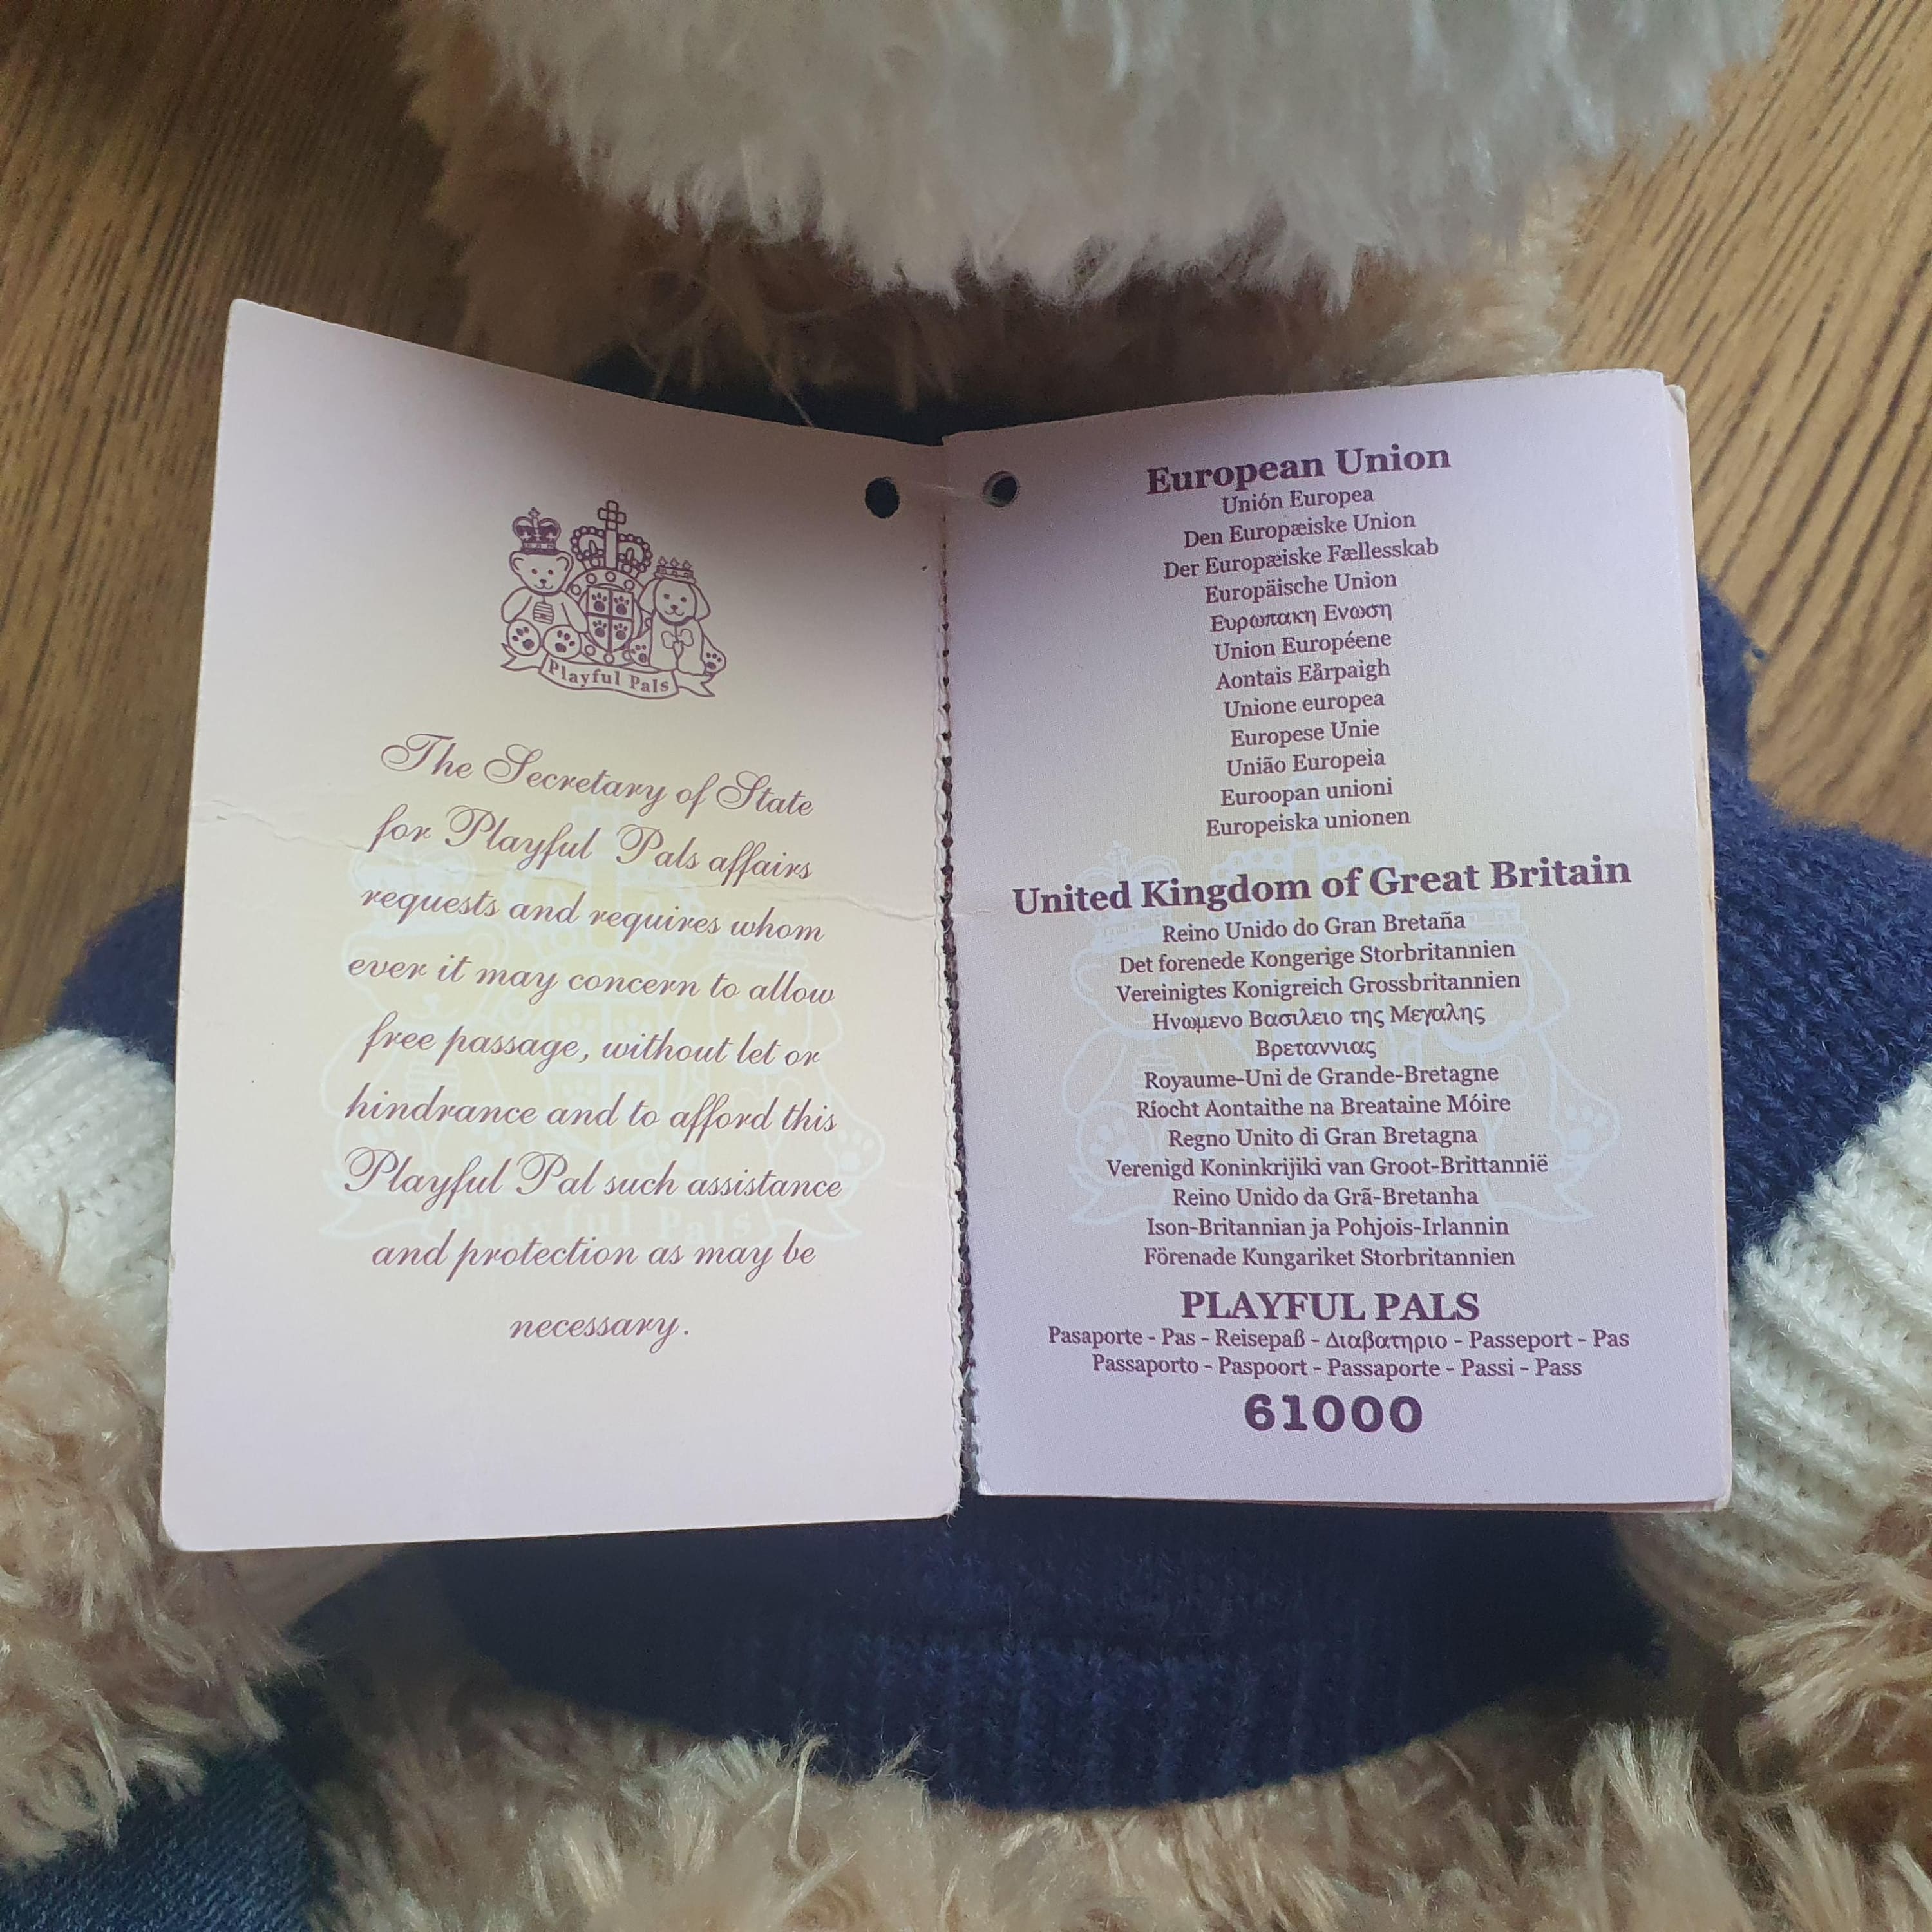 Playful Pals
The Secretary of State
for Playful Pals affairs
requests and requires whom
ever it may concern to allow
free passage, without let or
hindrance and to afford this
Playful Pal such assistance
and protection as may be
necessary.
Playful Pals
European Union
Unión Europea
Den Europæiske Union
Der Europæiske Fællesskab
Europäische Union
Ευρωπακη Ενωση
Union Européene
Aontais Eårpaigh
Unione europea
Europese Unie
União Europeia
Euroopan unioni
Europeiska unionen
United Kingdom of Great Britain
Reino Unido do Gran Bretaña
Det forenede Kongerige Storbritannien
Vereinigtes Konigreich Grossbritannien
Ηνωμενο Βασιλειο της Μεγαλης
Βρεταννιας
Royaume-Uni de Grande-Bretagne
Ríocht Aontaithe na Breataine Móire
Regno Unito di Gran Bretagna
Verenigd Koninkrijiki van Groot-Brittannië
Reino Unido da Grã-Bretanha
Ison-Britannian ja Pohjois-Irlannin
Förenade Kungariket Storbritannien
PLAYFUL PALS
Pasaporte - Pas - Reisepaß - Διαβατηριο - Passeport - Pas
Passaporto - Paspoort - Passaporte - Passi - Pass
61000